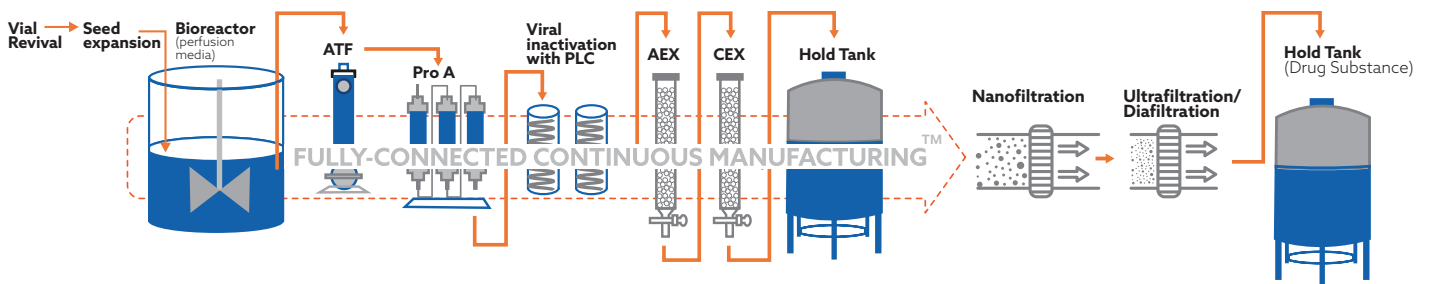 Vial
Revival
Seed
expansion
Bioreactor
(perfusion
media)
ATF
Pro A
Viral
inactivation
with PLC
AEX
CEX
Hold Tank
Nanofiltration
Ultrafiltration/
Diafiltration
Hold Tank
(Drug Substance)
FULLY-CONNECTED CONTINUOUS MANUFACTURING™